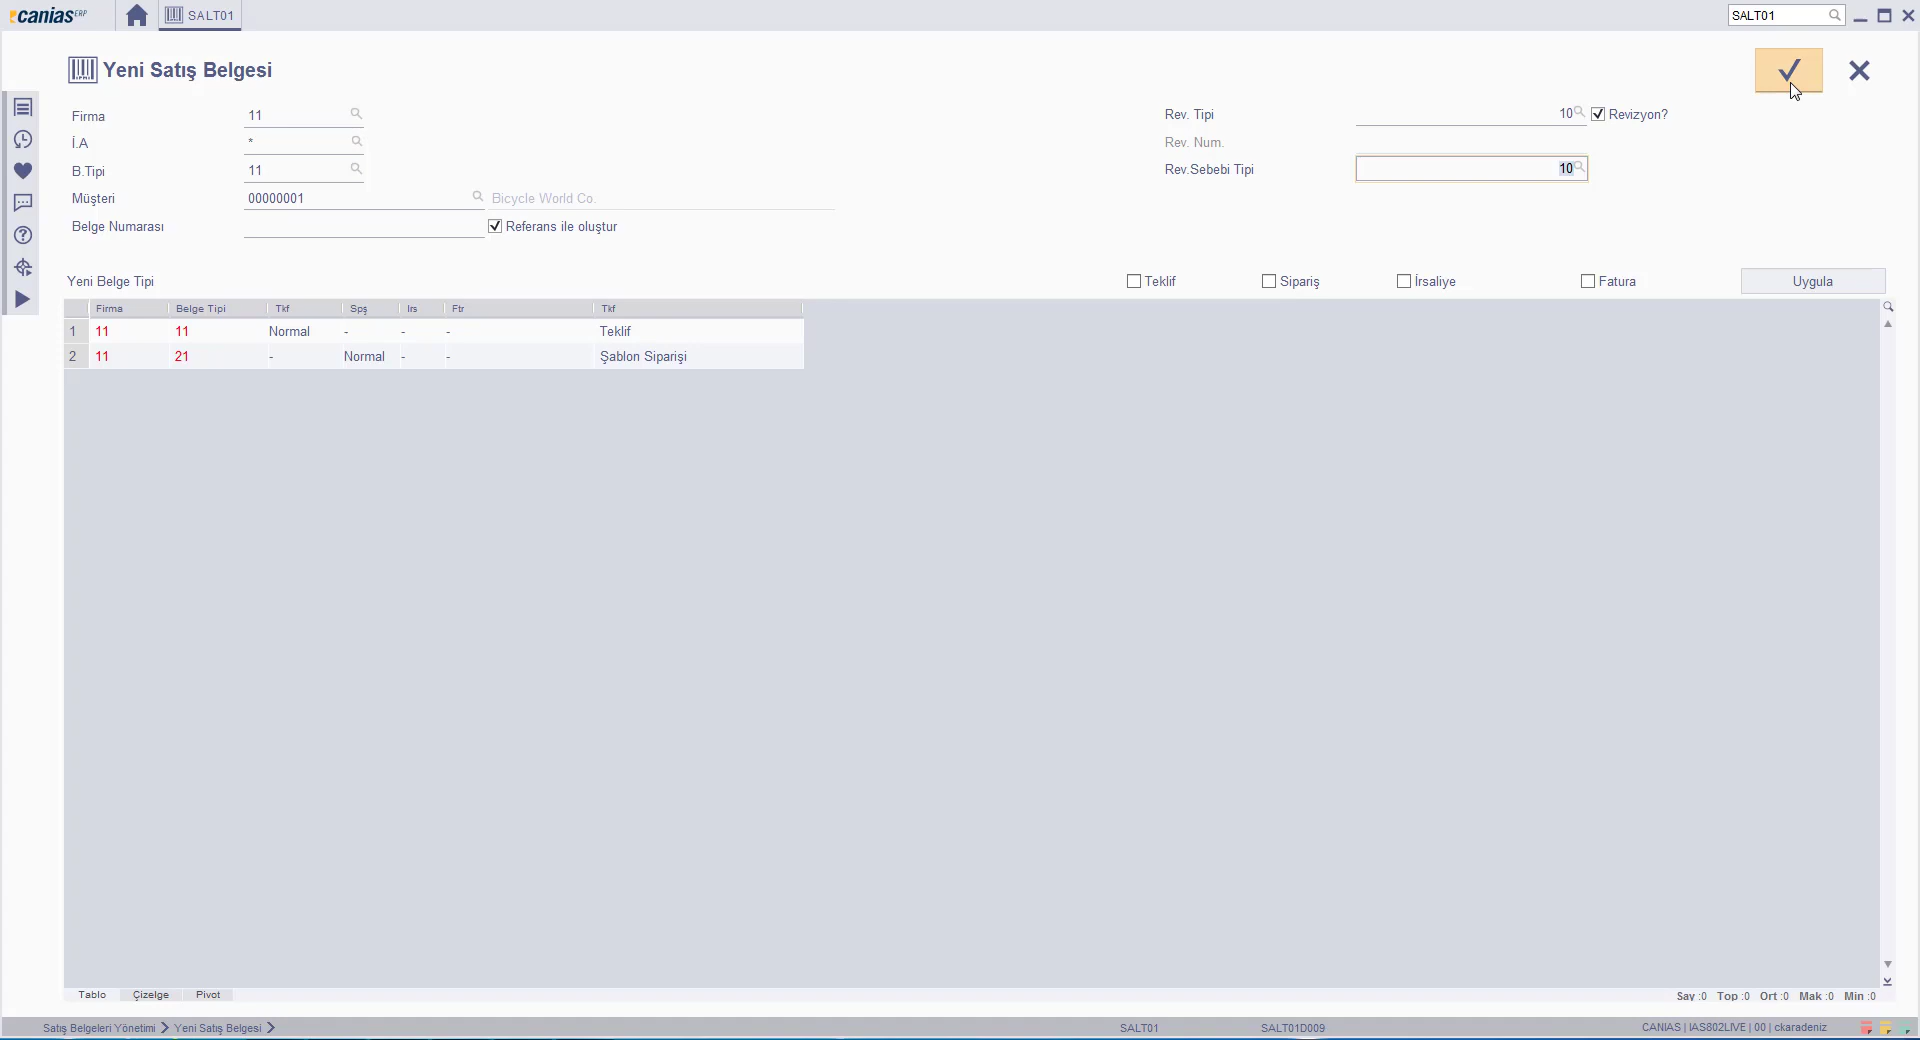 caniasERP SALT01 SALT01
Yeni Satış Belgesi
Firma 11 Rev. Tipi 10 Revizyon?
İ.A * Rev. Num.
B.Tipi 11 Rev.Sebebi Tipi 10
Müşteri 00000001 Bicycle World Co.
Belge Numarası Referans ile oluştur
Yeni Belge Tipi Teklif Sipariş İrsaliye Fatura Uygula
Firma Belge Tipi Tkf Spş Irs Ftr Tkf
1 11 11 Normal - - - Teklif
2 11 21 - Normal - - Şablon Siparişi
Tablo Çizelge Pivot Say :0 Top :0 Ort :0 Mak :0 Min :0
Satış Belgeleri Yönetimi Yeni Satış Belgesi SALT01 SALT01D009 CANIAS | IAS802LIVE | 00 | ckaradeniz